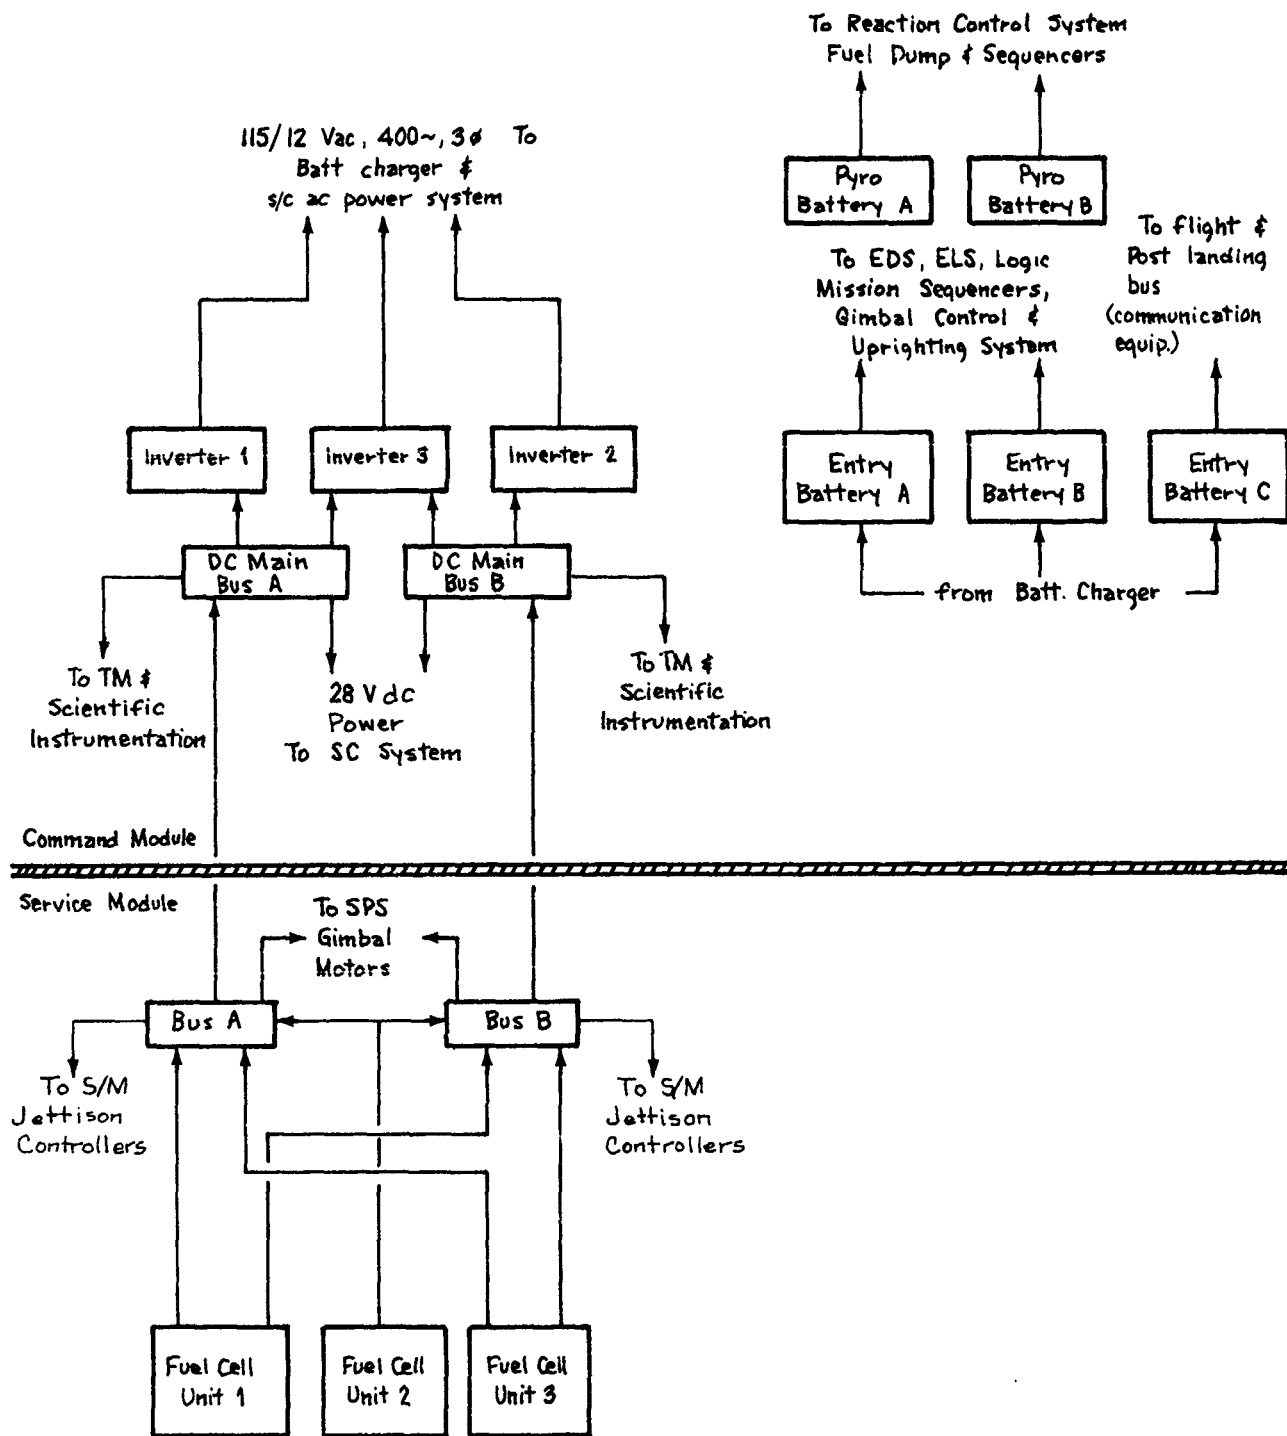 To Reaction Control System
Fuel Dump & Sequencers
115/12 Vac, 400~, 3ø To
Batt charger &
s/c ac power system
Pyro
Battery A
Pyro
Battery B
To flight &
Post landing
bus
(communication
equip.)
To EDS, ELS, Logic
Mission Sequencers,
Gimbal Control &
Uprighting System
Inverter 1
Inverter 3
Inverter 2
Entry
Battery A
Entry
Battery B
Entry
Battery C
DC Main
Bus A
DC Main
Bus B
from Batt. Charger
To TM &
Scientific
Instrumentation
28 V dc
Power
To SC System
To TM &
Scientific
Instrumentation
Command Module
Service Module
To SPS
Gimbal
Motors
Bus A
Bus B
To S/M
Jettison
Controllers
To S/M
Jettison
Controllers
Fuel Cell
Unit 1
Fuel Cell
Unit 2
Fuel Cell
Unit 3